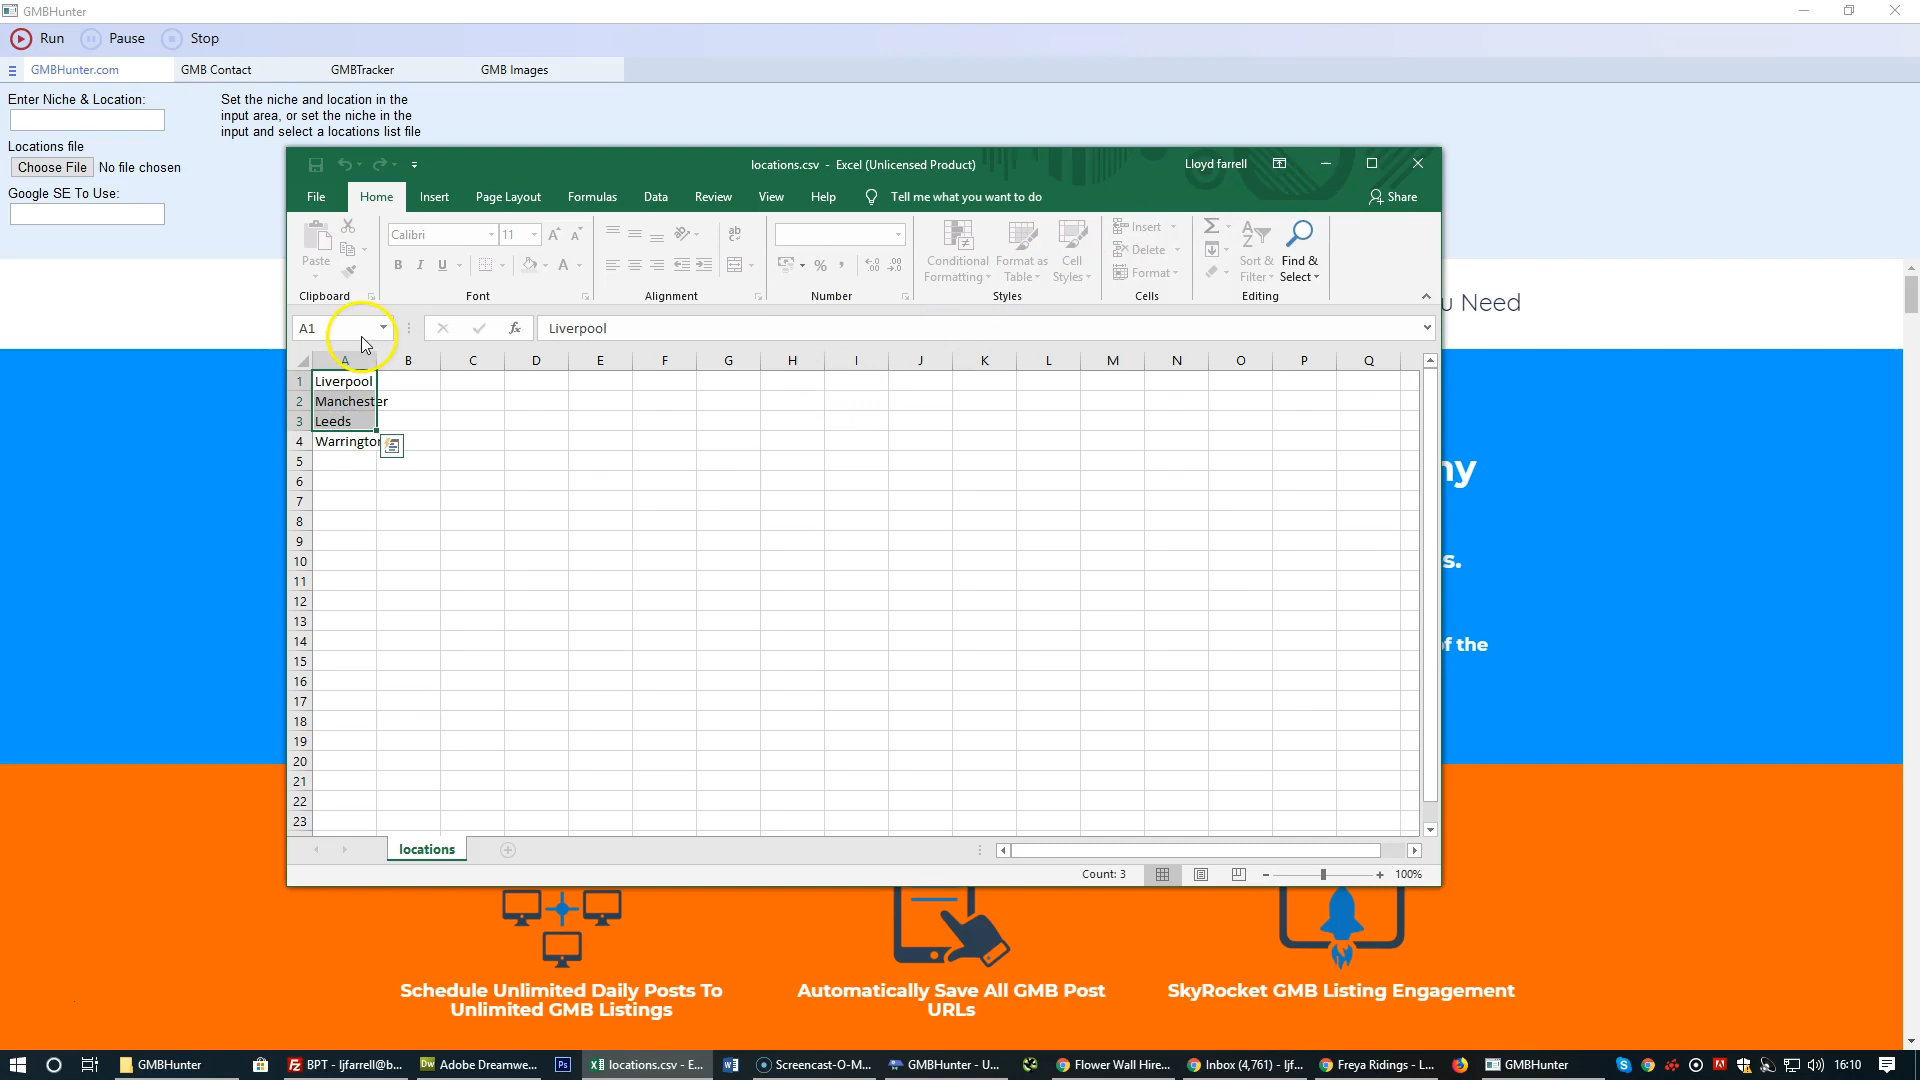 GMBHunter
Run Pause Stop
GMBHunter.com GMB Contact GMBTracker GMB Images
Enter Niche & Location:
Set the niche and location in the
input area, or set the niche in the
input and select a locations list file
Locations file
Choose File No file chosen
Google SE To Use:
locations.csv - Excel (Unlicensed Product)
Lloyd farrell
File Home Insert Page Layout Formulas Data Review View Help Tell me what you want to do Share
Paste
Calibri 11
B I U
ab
A
%
Conditional
Formatting
Format as
Table
Cell
Styles
Insert
Delete
Format
Sort &
Filter
Find &
Select
Clipboard Font Alignment Number Styles Cells Editing
A1 fx Liverpool
A B C D E F G H I J K L M N O P Q
1 Liverpool
2 Manchester
3 Leeds
4 Warrington
5
6
7
8
9
10
11
12
13
14
15
16
17
18
19
20
21
22
23
locations
Count: 3 100%
u Need
ny
s.
of the
Schedule Unlimited Daily Posts To
Unlimited GMB Listings
Automatically Save All GMB Post
URLs
SkyRocket GMB Listing Engagement
GMBHunter BPT - ljfarrell@b... Adobe Dreamwe... locations.csv - E... Screencast-O-M... GMBHunter - U... Flower Wall Hire... Inbox (4,761) - ljf... Freya Ridings - L... GMBHunter 16:10